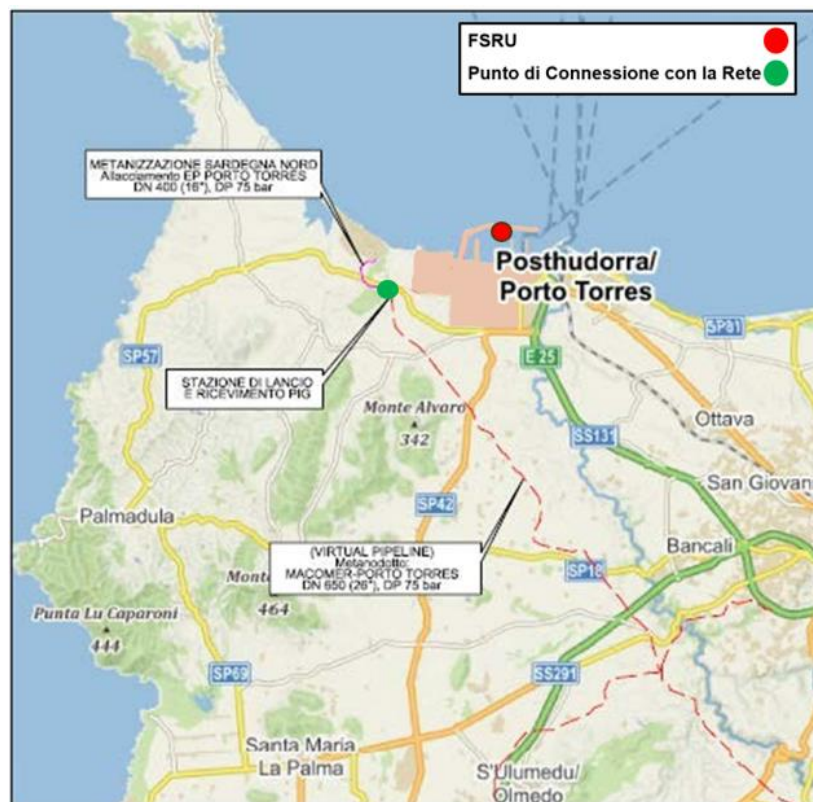 FSRU
Punto di Connessione con la Rete
METANIZZAZIONE SARDEGNA NORD
Allacciamento EP PORTO TORRES
DN 400 (16"), DP 75 bar
Posthudorra/
Porto Torres
SP57
SP81
E 25
STAZIONE DI LANCIO
E RICEVIMENTO PIG
Monte Alvaro
342
Ottava
SS131
San Giovan
SP42
Palmadula
Bancali
(VIRTUAL PIPELINE)
Metanodotto:
MACOMER-PORTO TORRES
DN 650 (26"), DP 75 bar
SP18
464
Punta Lu Caparoni
444
SP69
SS291
Santa Maria
La Palma
S'Ulumedu/
Olmedo